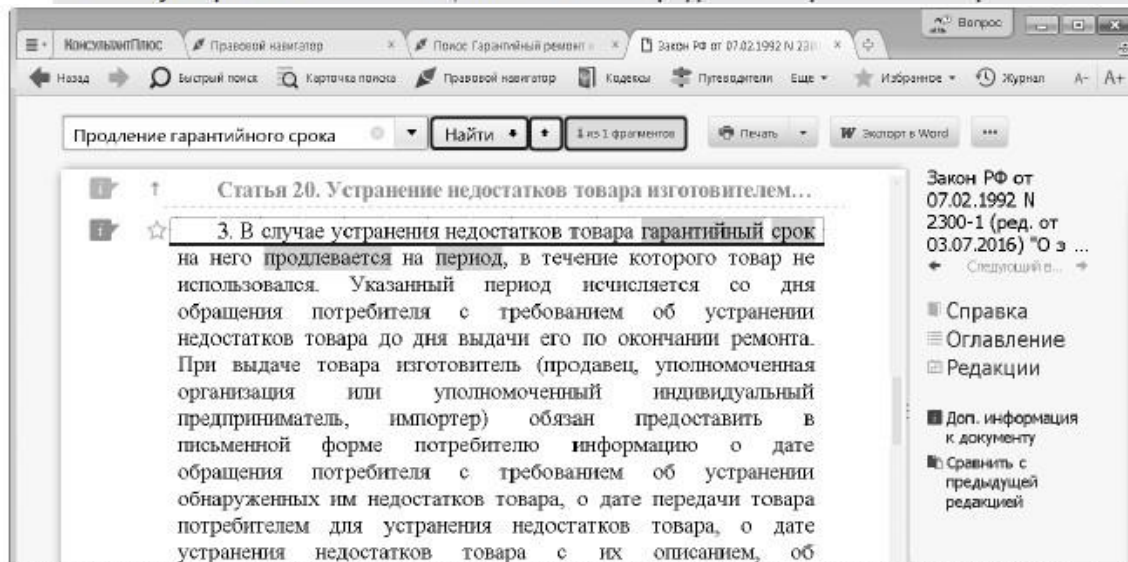 Вопрос
КонсультантПлюс Правовой навигатор × Поиск Гарантийный ремонт × Закон РФ от 07.02.1992 N 230 ×
Назад Быстрый поиск Карточка поиска Правовой навигатор Кодексы Путеводители Еще Избранное Журнал A- A+
Продление гарантийного срока Найти 1 из 1 фрагментов Печать Экспорт в Word ...
Статья 20. Устранение недостатков товара изготовителем...
3. В случае устранения недостатков товара гарантийный срок
на него продлевается на период, в течение которого товар не
использовался. Указанный период исчисляется со дня
обращения потребителя с требованием об устранении
недостатков товара до дня выдачи его по окончании ремонта.
При выдаче товара изготовитель (продавец, уполномоченная
организация или уполномоченный индивидуальный
предприниматель, импортер) обязан предоставить в
письменной форме потребителю информацию о дате
обращения потребителя с требованием об устранении
обнаруженных им недостатков товара, о дате передачи товара
потребителем для устранения недостатков товара, о дате
устранения недостатков товара с их описанием, об
Закон РФ от
07.02.1992 N
2300-1 (ред. от
03.07.2016) "О з ...
Следующий в...
Справка
Оглавление
Редакции
Доп. информация
к документу
Сравнить с
предыдущей
редакцией